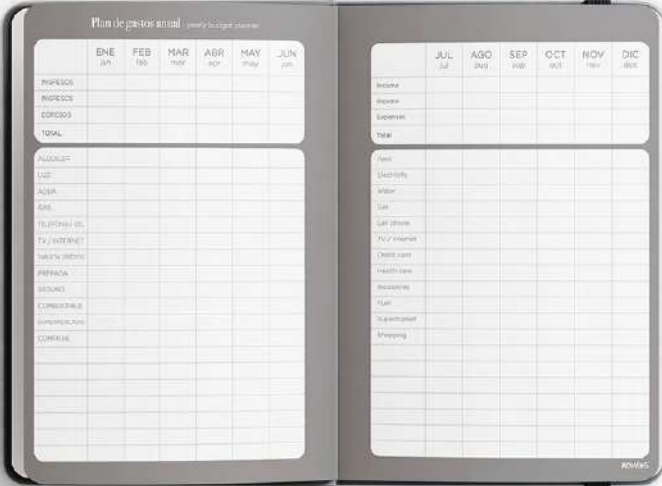 Plan de gastos anual - yearly budget planner
ENE FEB MAR ABR MAY JUN
jan feb mar apr may jun
INGRESOS
INGRESOS
EGRESOS
TOTAL
ALQUILER
LUZ
AGUA
GAS
TELEFONIA CEL
TV / INTERNET
TARJETA CRÉDITO
PREPAGA
SEGURO
COMBUSTIBLE
SUPERMERCADO
COMPRAS
JUL AGO SEP OCT NOV DIC
jul aug sep oct nov dec
Income
Income
Expenses
Total
Rent
Electricity
Water
Gas
Cell phone
TV / internet
Credit card
Health care
Insurance
Fuel
Supermarket
Shopping